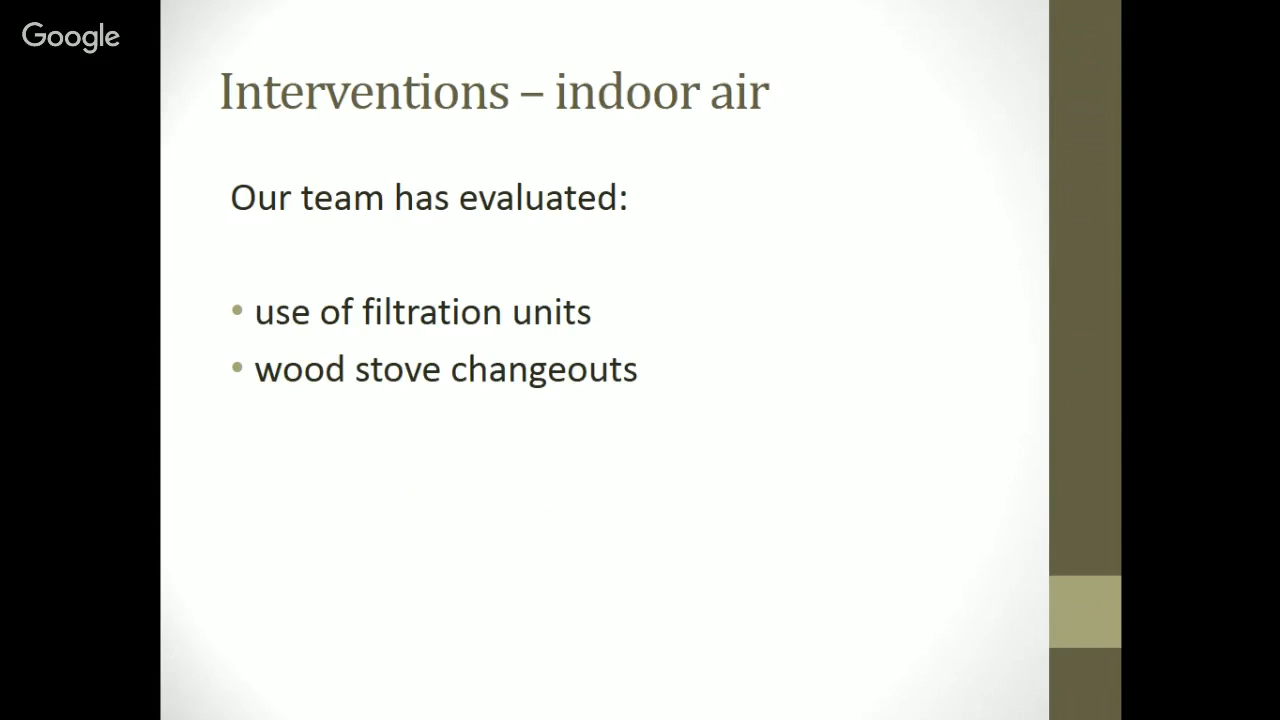 Google
Interventions – indoor air
Our team has evaluated:
• use of filtration units
• wood stove changeouts